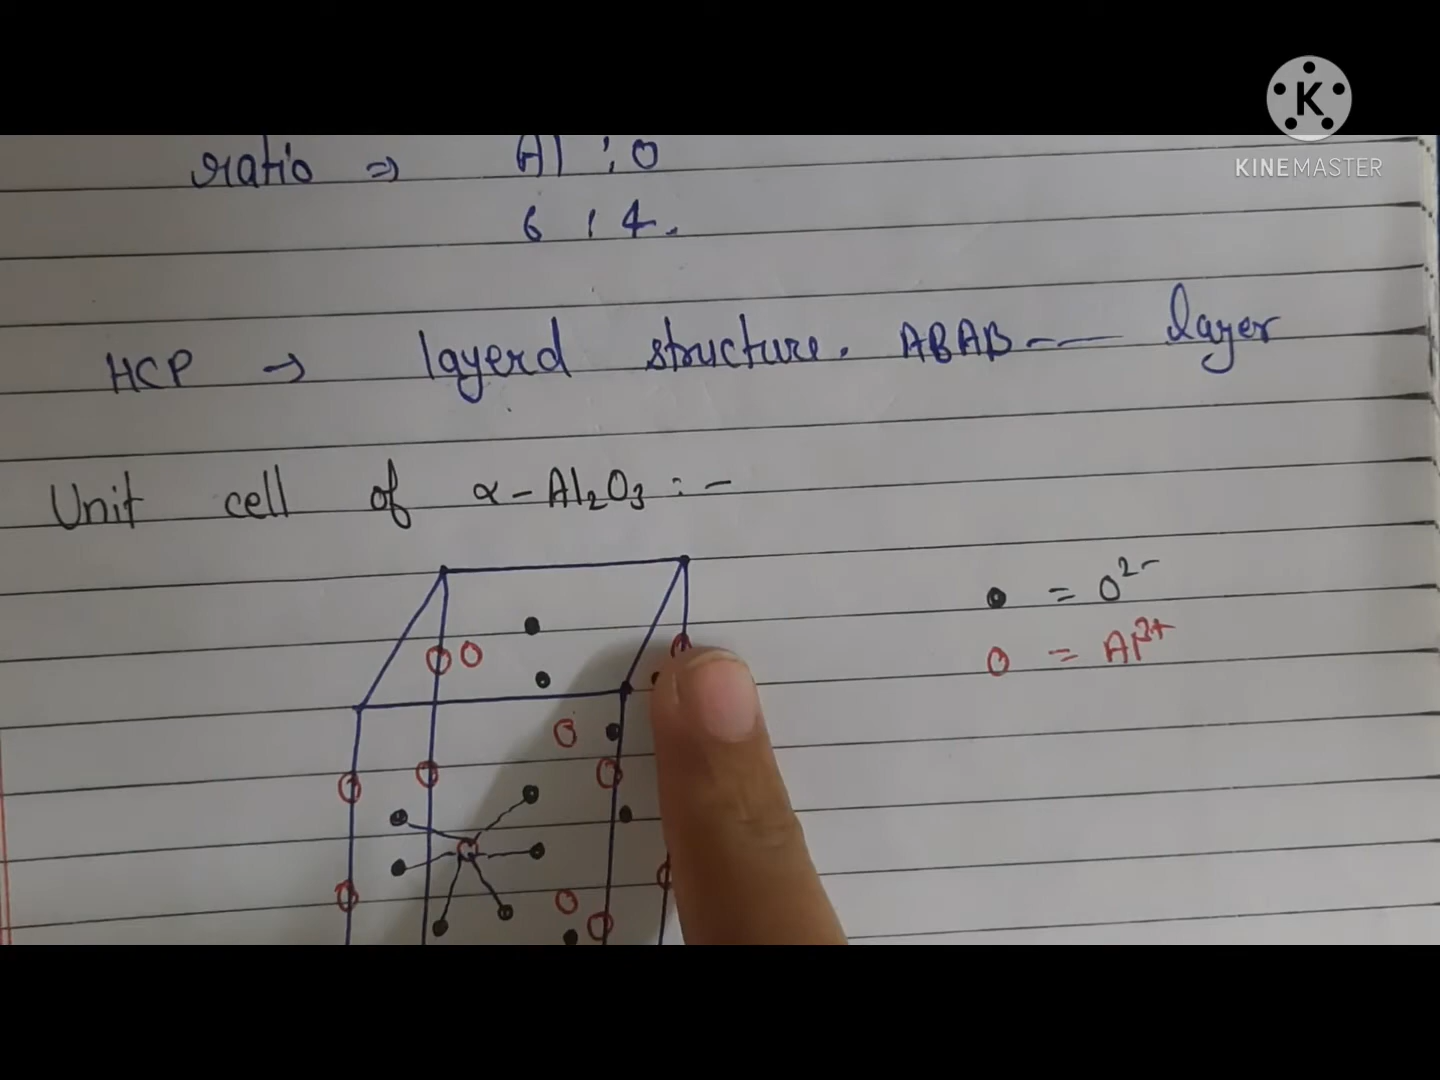 K
KINEMASTER
ratio ⇒ Al : O
6 : 4.
HCP → layerd structure. ABAB-— layer
Unit cell of α-Al₂O₃ :-
• = O²⁻
O = Al³⁺